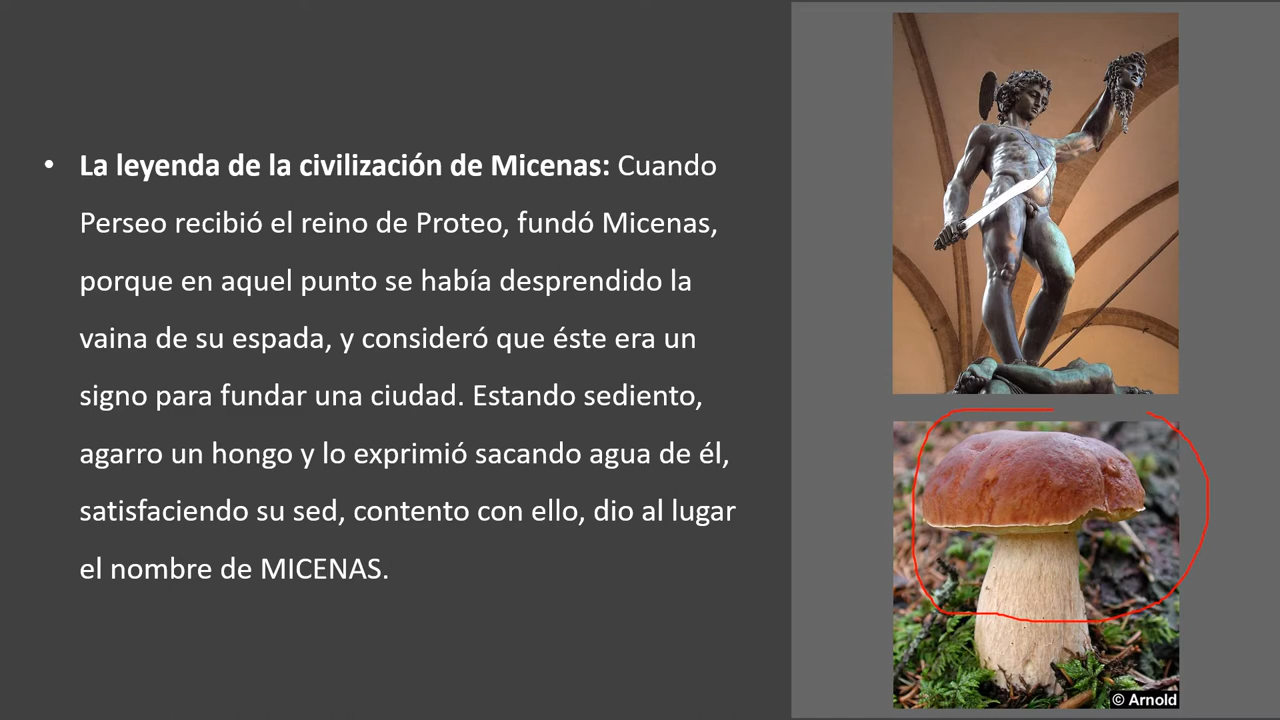 • La leyenda de la civilización de Micenas: Cuando
Perseo recibió el reino de Proteo, fundó Micenas,
porque en aquel punto se había desprendido la
vaina de su espada, y consideró que éste era un
signo para fundar una ciudad. Estando sediento,
agarro un hongo y lo exprimió sacando agua de él,
satisfaciendo su sed, contento con ello, dio al lugar
el nombre de MICENAS.
© Arnold